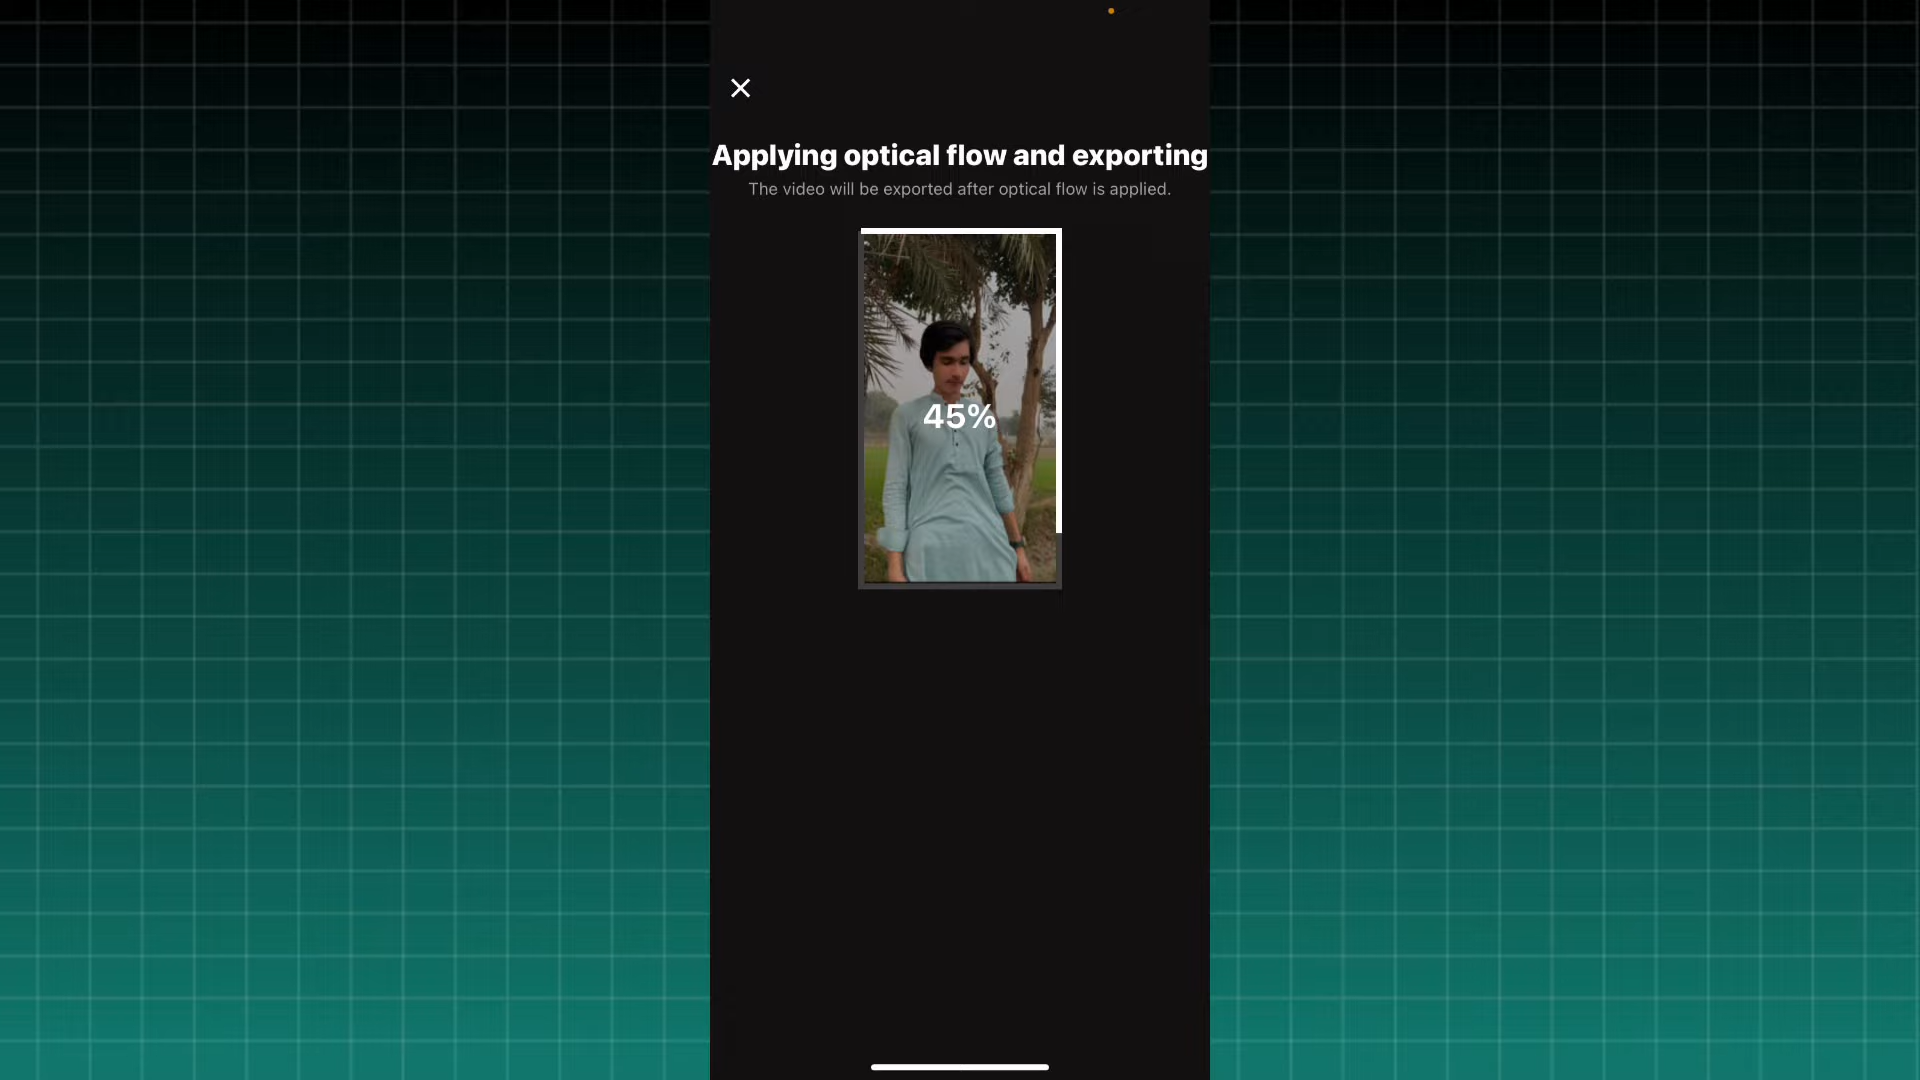 Applying optical flow and exporting
The video will be exported after optical flow is applied.
45%